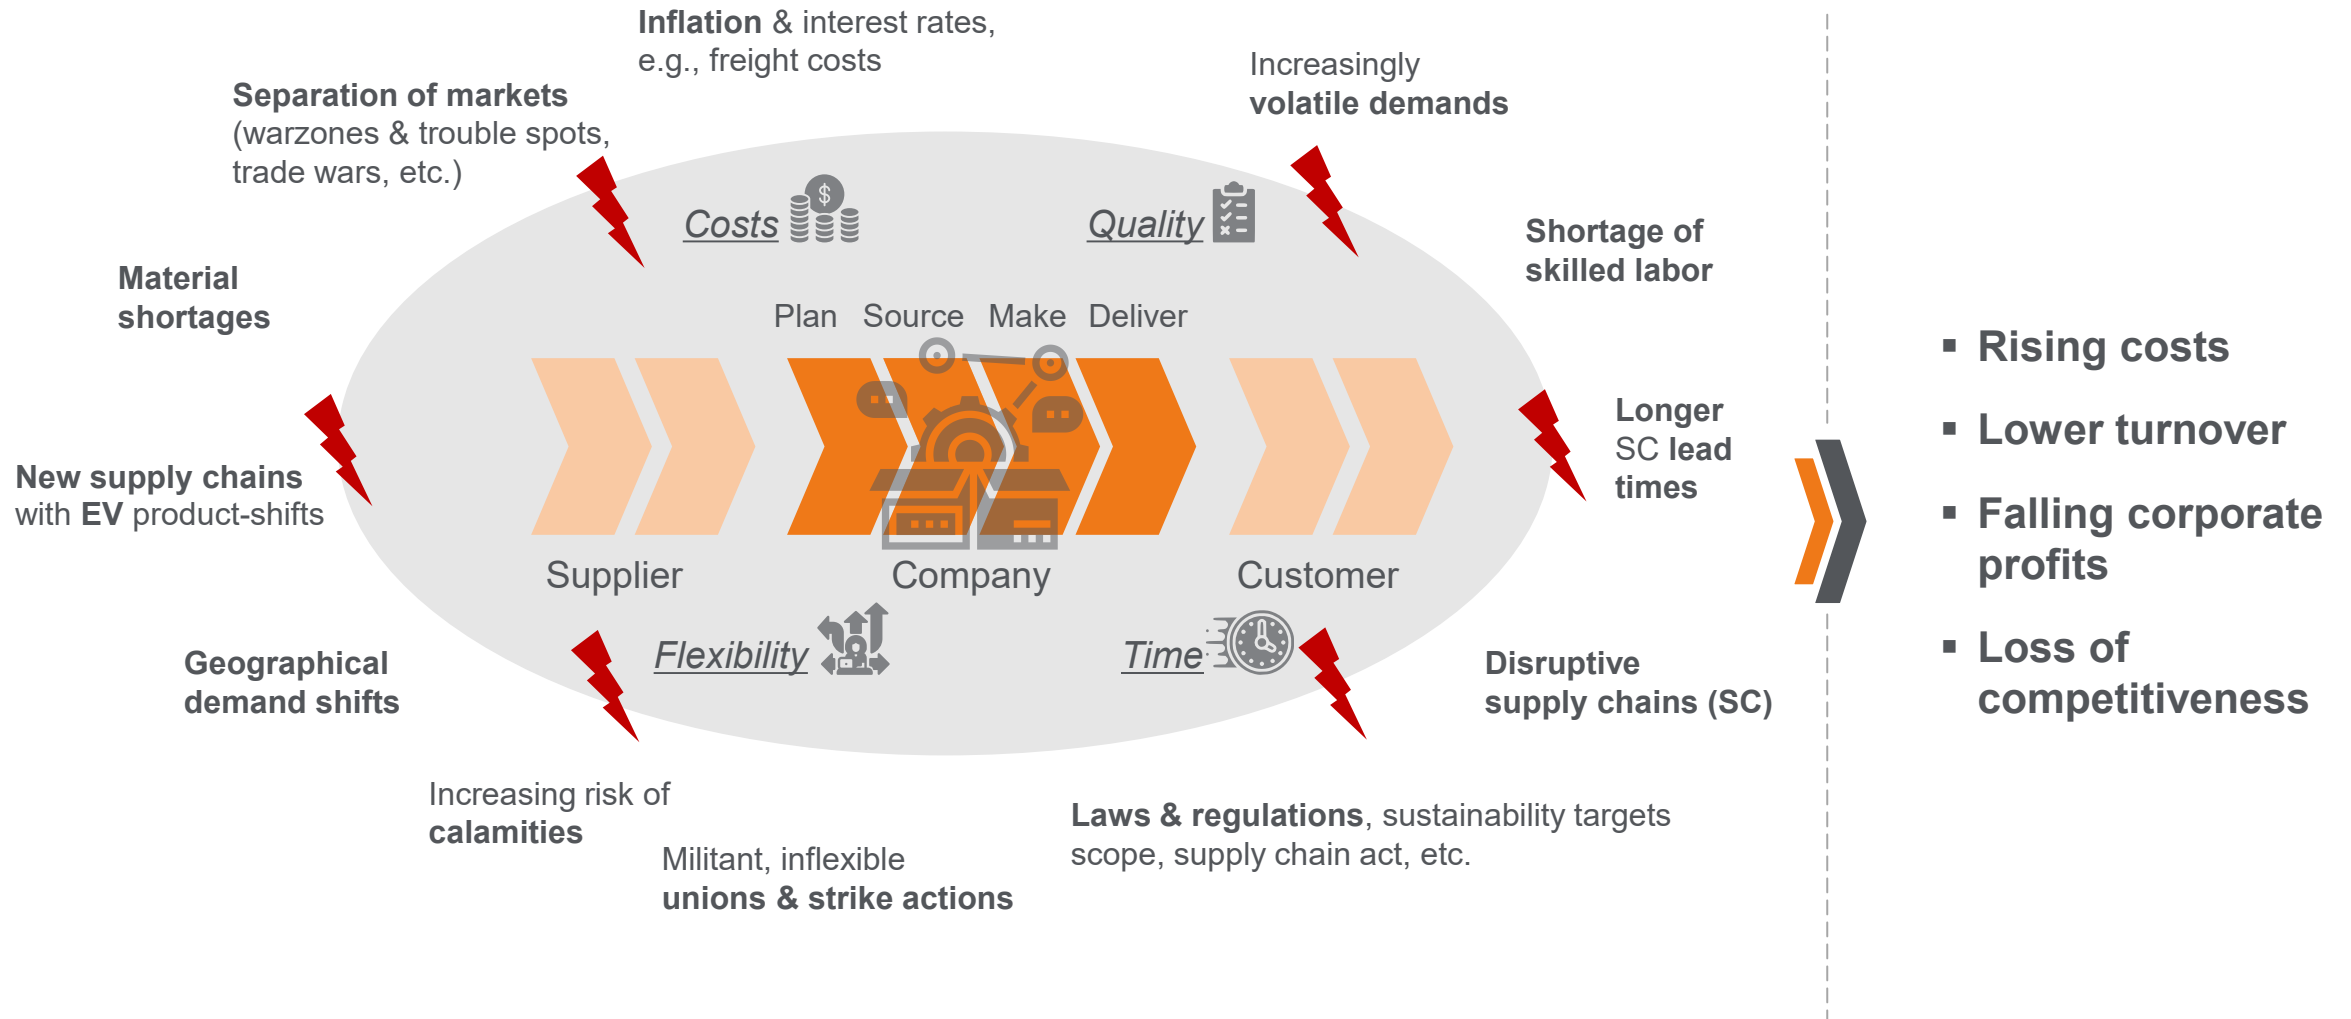 Inflation & interest rates,
e.g., freight costs
Increasingly
volatile demands
Separation of markets
(warzones & trouble spots,
trade wars, etc.)
Costs
$
Quality
Shortage of
skilled labor
Material
shortages
Plan Source Make Deliver
Longer
SC lead
times
New supply chains
with EV product-shifts
Supplier Company Customer
Flexibility
Time
Geographical
demand shifts
Disruptive
supply chains (SC)
Increasing risk of
calamities
Militant, inflexible
unions & strike actions
Laws & regulations, sustainability targets
scope, supply chain act, etc.
▪ Rising costs
▪ Lower turnover
▪ Falling corporate
profits
▪ Loss of
competitiveness